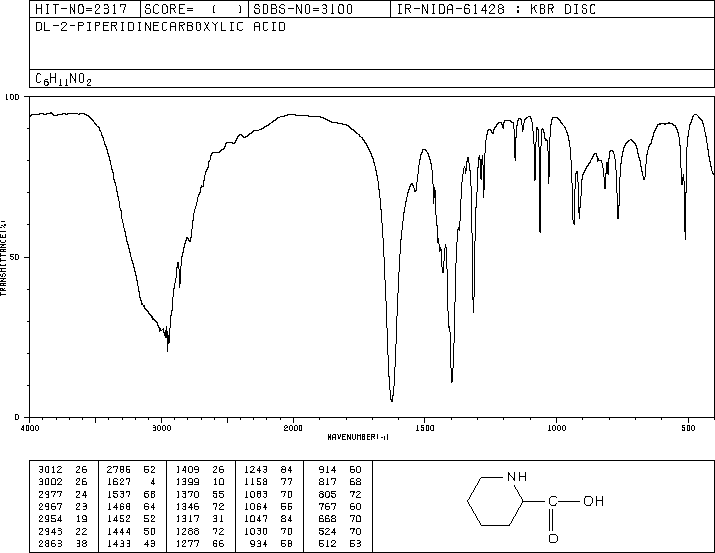 HIT-NO=2317 SCORE= ( ) SDBS-NO=3100 IR-NIDA-61428 : KBR DISC
DL-2-PIPERIDINECARBOXYLIC ACID
C6H11NO2
100
50
0
TRANSMITTANCE(%)
4000 3000 2000 1500 1000 500
WAVENUMBER(-1)
3012 26 2786 52 1409 26 1243 84 914 60
3002 26 1627 4 1399 10 1158 77 817 68
2977 24 1537 68 1370 55 1083 70 805 72
2967 23 1468 64 1346 72 1064 55 767 60
2954 19 1452 52 1317 31 1047 84 668 70
2943 22 1444 50 1288 72 1030 70 524 70
2863 38 1433 43 1277 66 934 58 512 53
NH
C OH
O